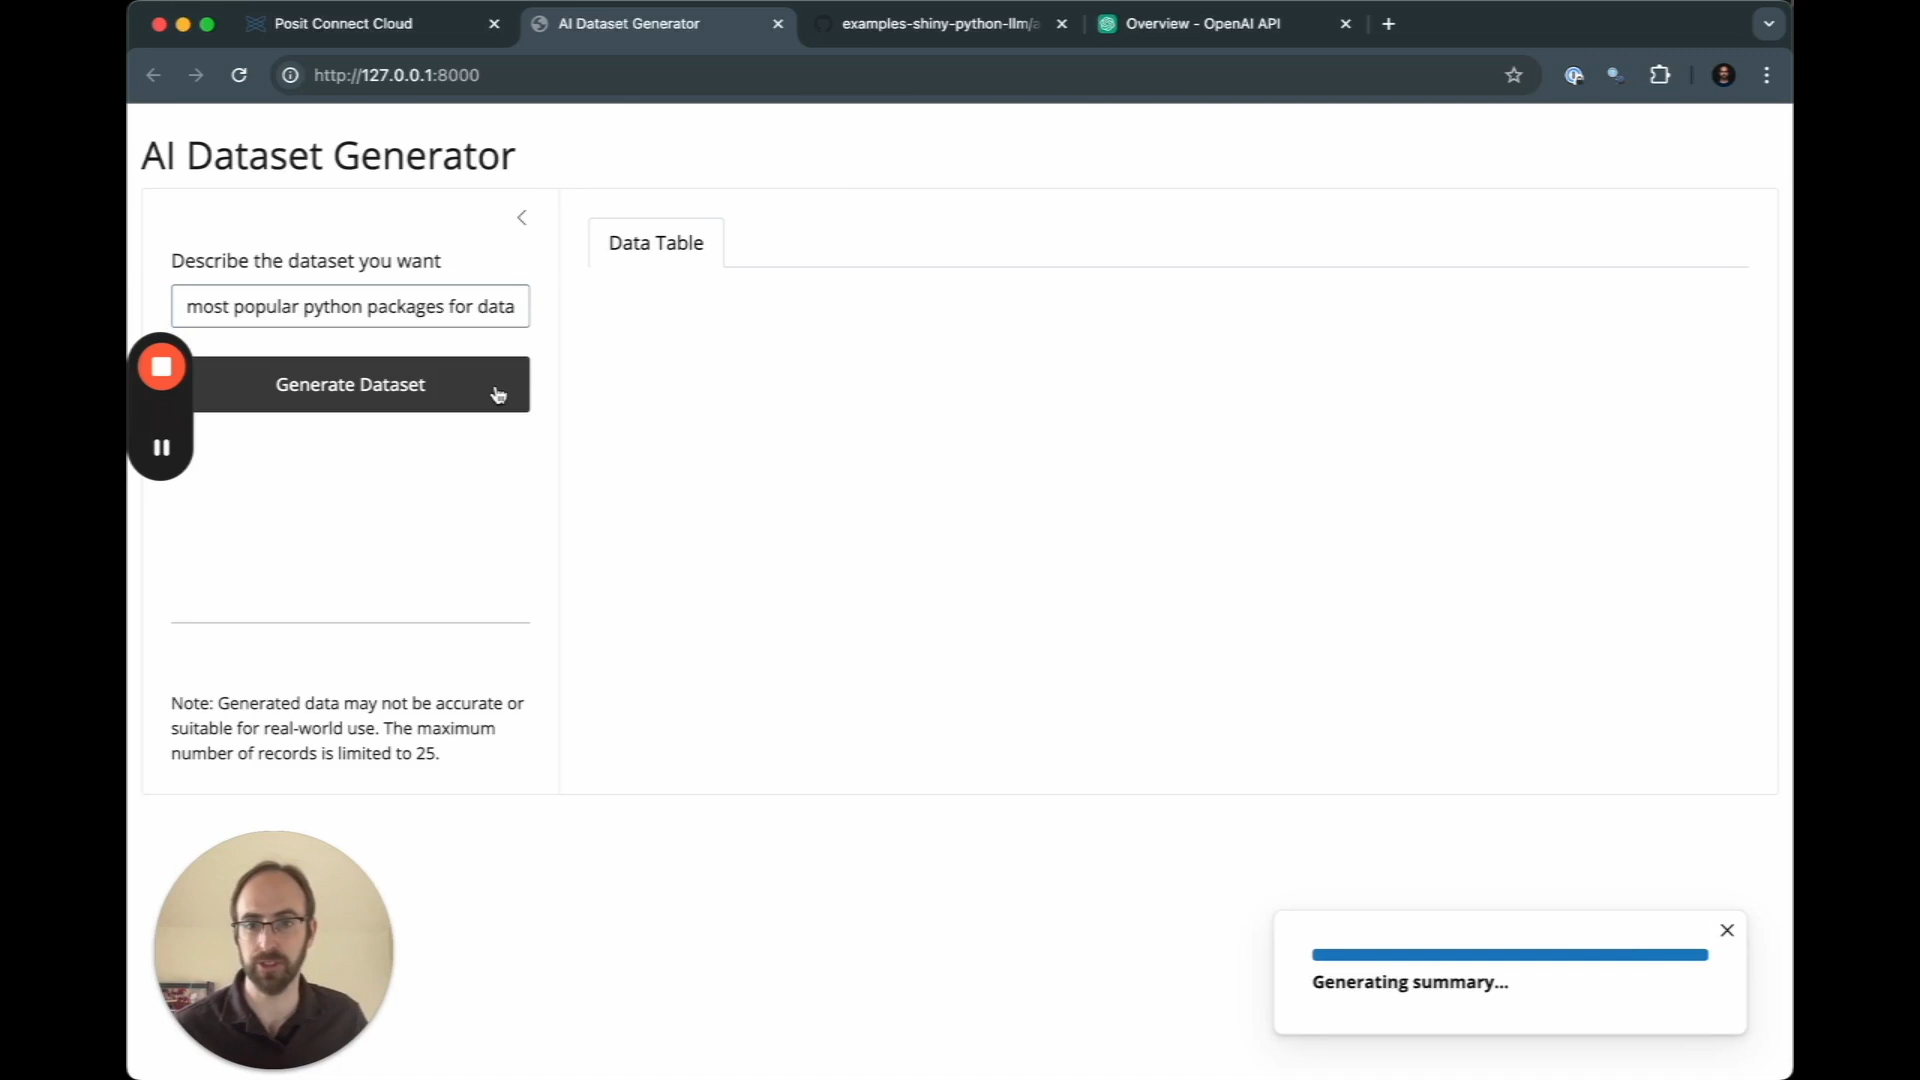 Posit Connect Cloud
AI Dataset Generator
examples-shiny-python-llm/a
Overview - OpenAI API
http://127.0.0.1:8000
AI Dataset Generator
Describe the dataset you want
most popular python packages for data
Generate Dataset
Data Table
Note: Generated data may not be accurate or
suitable for real-world use. The maximum
number of records is limited to 25.
Generating summary...